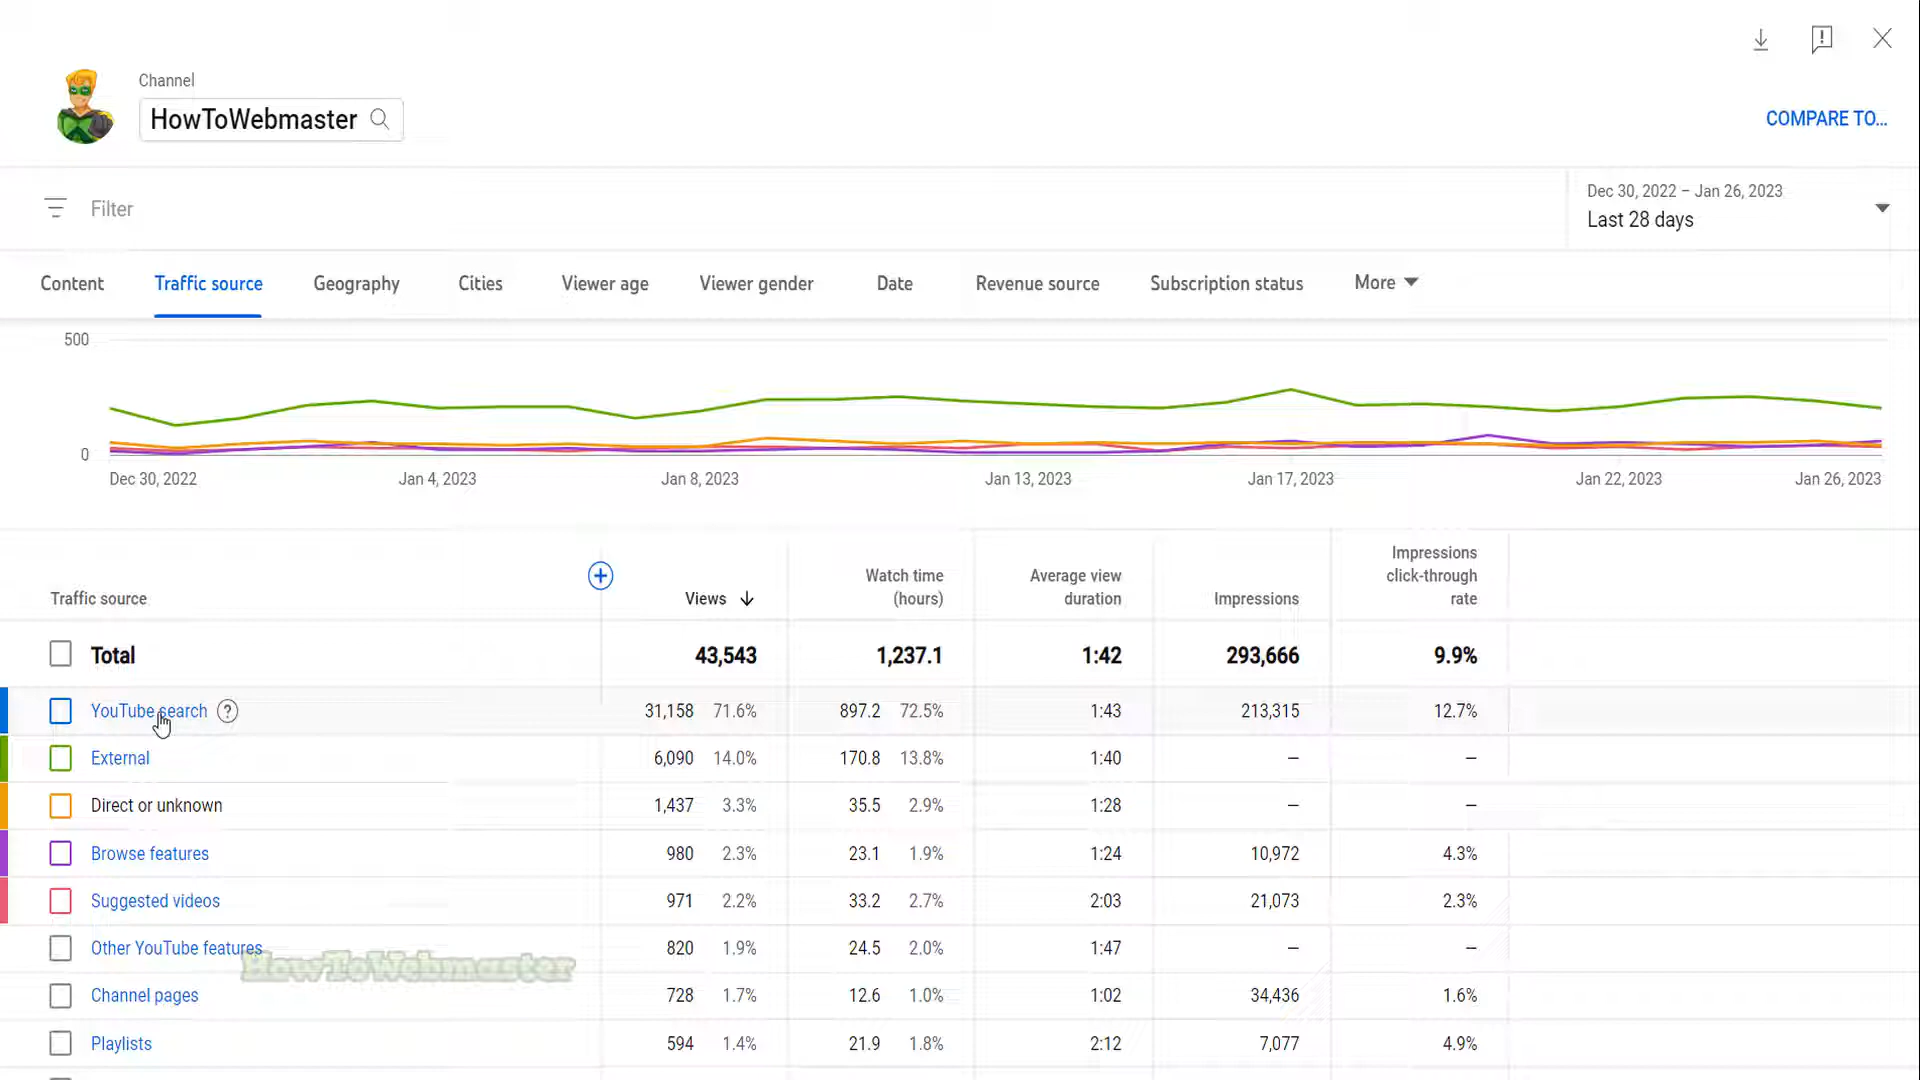 Channel
HowToWebmaster
COMPARE TO...
Filter
Dec 30, 2022 – Jan 26, 2023
Last 28 days
Content Traffic source Geography Cities Viewer age Viewer gender Date Revenue source Subscription status More
500
0
Dec 30, 2022 Jan 4, 2023 Jan 8, 2023 Jan 13, 2023 Jan 17, 2023 Jan 22, 2023 Jan 26, 2023
Traffic source Views Watch time (hours) Average view duration Impressions Impressions click-through rate
Total 43,543 1,237.1 1:42 293,666 9.9%
YouTube search ? 31,158 71.6% 897.2 72.5% 1:43 213,315 12.7%
External 6,090 14.0% 170.8 13.8% 1:40 – –
Direct or unknown 1,437 3.3% 35.5 2.9% 1:28 – –
Browse features 980 2.3% 23.1 1.9% 1:24 10,972 4.3%
Suggested videos 971 2.2% 33.2 2.7% 2:03 21,073 2.3%
Other YouTube features 820 1.9% 24.5 2.0% 1:47 – –
HowToWebmaster
Channel pages 728 1.7% 12.6 1.0% 1:02 34,436 1.6%
Playlists 594 1.4% 21.9 1.8% 2:12 7,077 4.9%